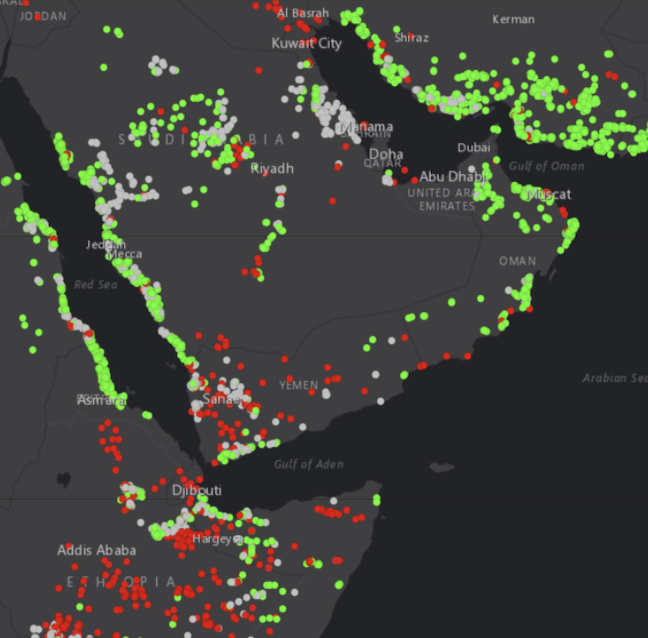 JORDAN
Al Basrah
Kerman
Kuwait City
Shiraz
Manama
BAHRAIN
SAUDI ARABIA
Dubai
Doha
QATAR
Riyadh
Gulf of Oman
Abu Dhabi
UNITED ARAB
EMIRATES
Muscat
Jeddah
Mecca
OMAN
Red Sea
Arabian Sea
YEMEN
Sanaa
Asmara
Gulf of Aden
Djibouti
Hargeysa
Addis Ababa
ETHIOPIA